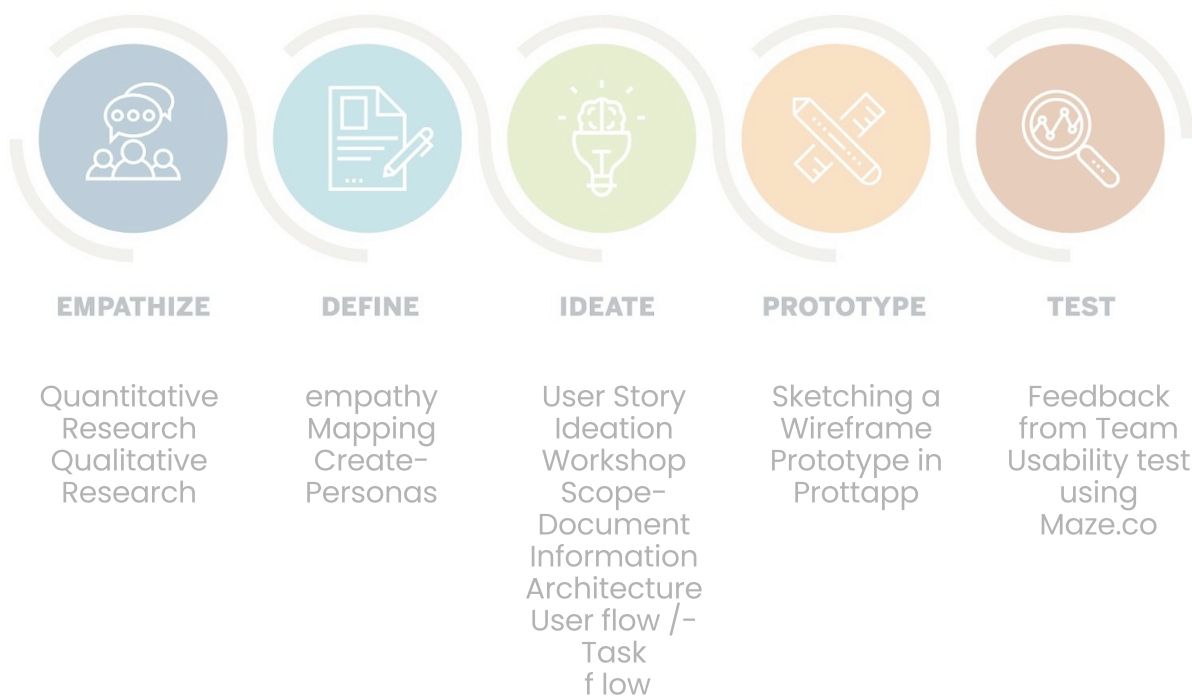 EMPATHIZE
DEFINE
IDEATE
PROTOTYPE
TEST
Quantitative
Research
Qualitative
Research
empathy
Mapping
Create-
Personas
User Story
Ideation
Workshop
Scope-
Document
Information
Architecture
User flow /-
Task
f low
Sketching a
Wireframe
Prototype in
Prottapp
Feedback
from Team
Usability test
using
Maze.co